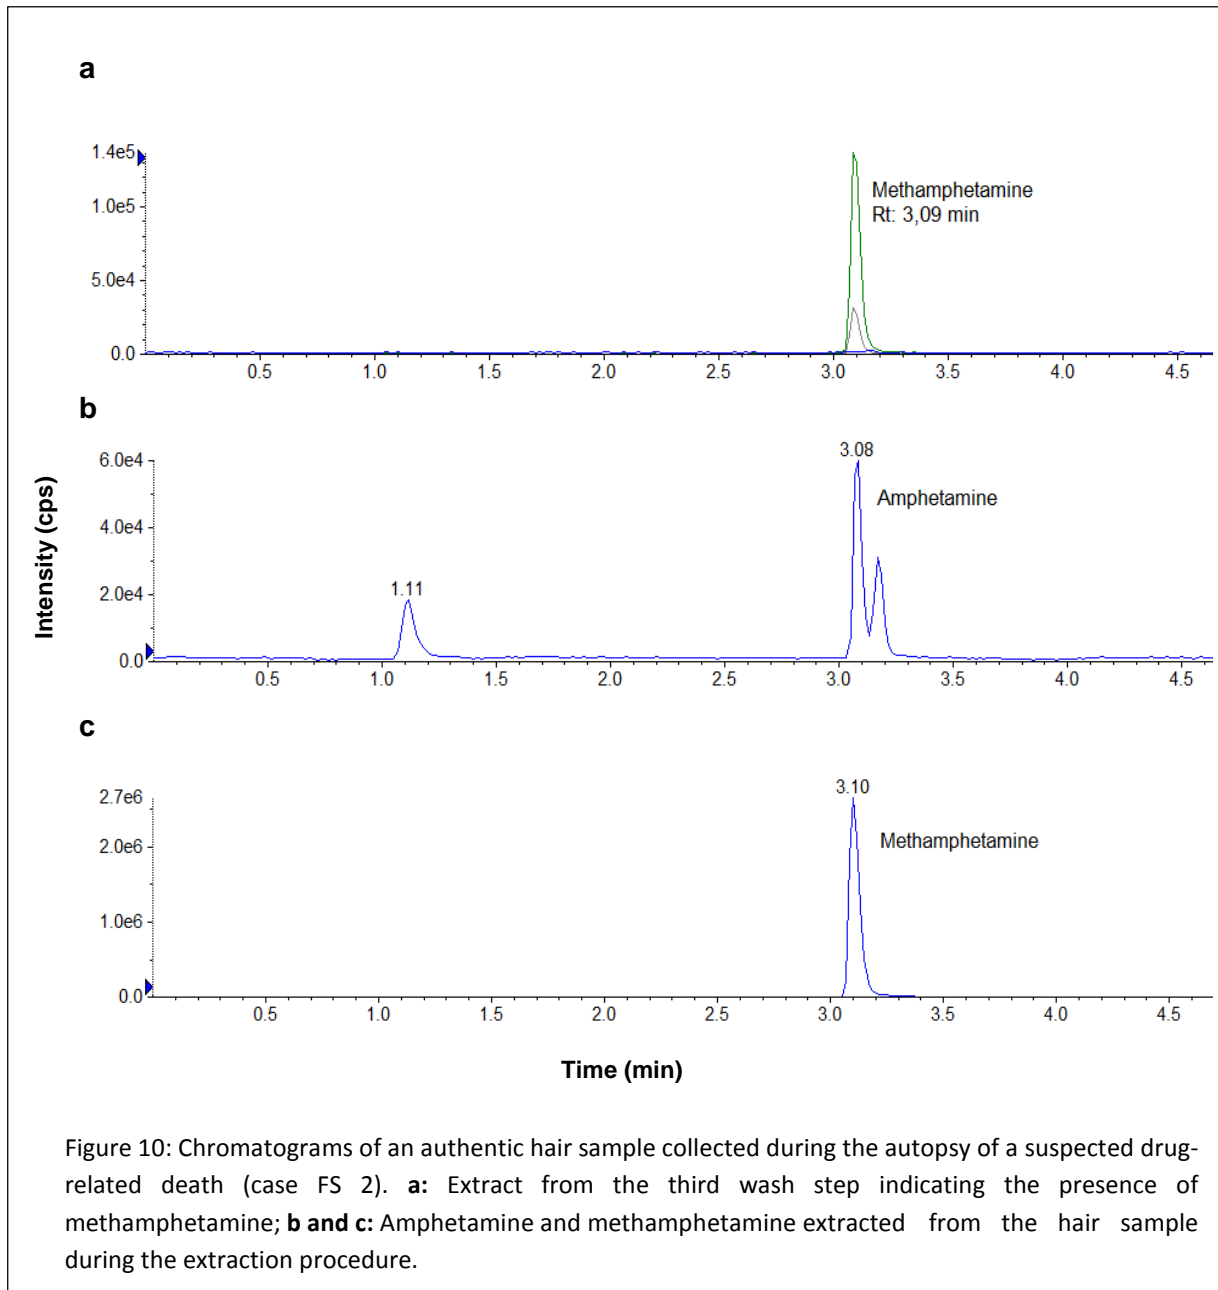 a
1.4e5
Methamphetamine
Rt: 3,09 min
1.0e5
5.0e4
0.0
0.5 1.0 1.5 2.0 2.5 3.0 3.5 4.0 4.5
b
Intensity (cps)
6.0e4
3.08
Amphetamine
4.0e4
2.0e4
1.11
0.0
0.5 1.0 1.5 2.0 2.5 3.0 3.5 4.0 4.5
c
2.7e6
3.10
Methamphetamine
2.0e6
1.0e6
0.0
0.5 1.0 1.5 2.0 2.5 3.0 3.5 4.0 4.5
Time (min)
Figure 10: Chromatograms of an authentic hair sample collected during the autopsy of a suspected drug-
related death (case FS 2). a: Extract from the third wash step indicating the presence of
methamphetamine; b and c: Amphetamine and methamphetamine extracted from the hair sample
during the extraction procedure.